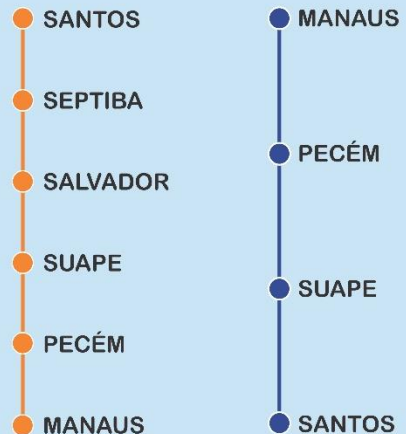 SANTOS
SEPTIBA
SALVADOR
SUAPE
PECÉM
MANAUS
MANAUS
PECÉM
SUAPE
SANTOS